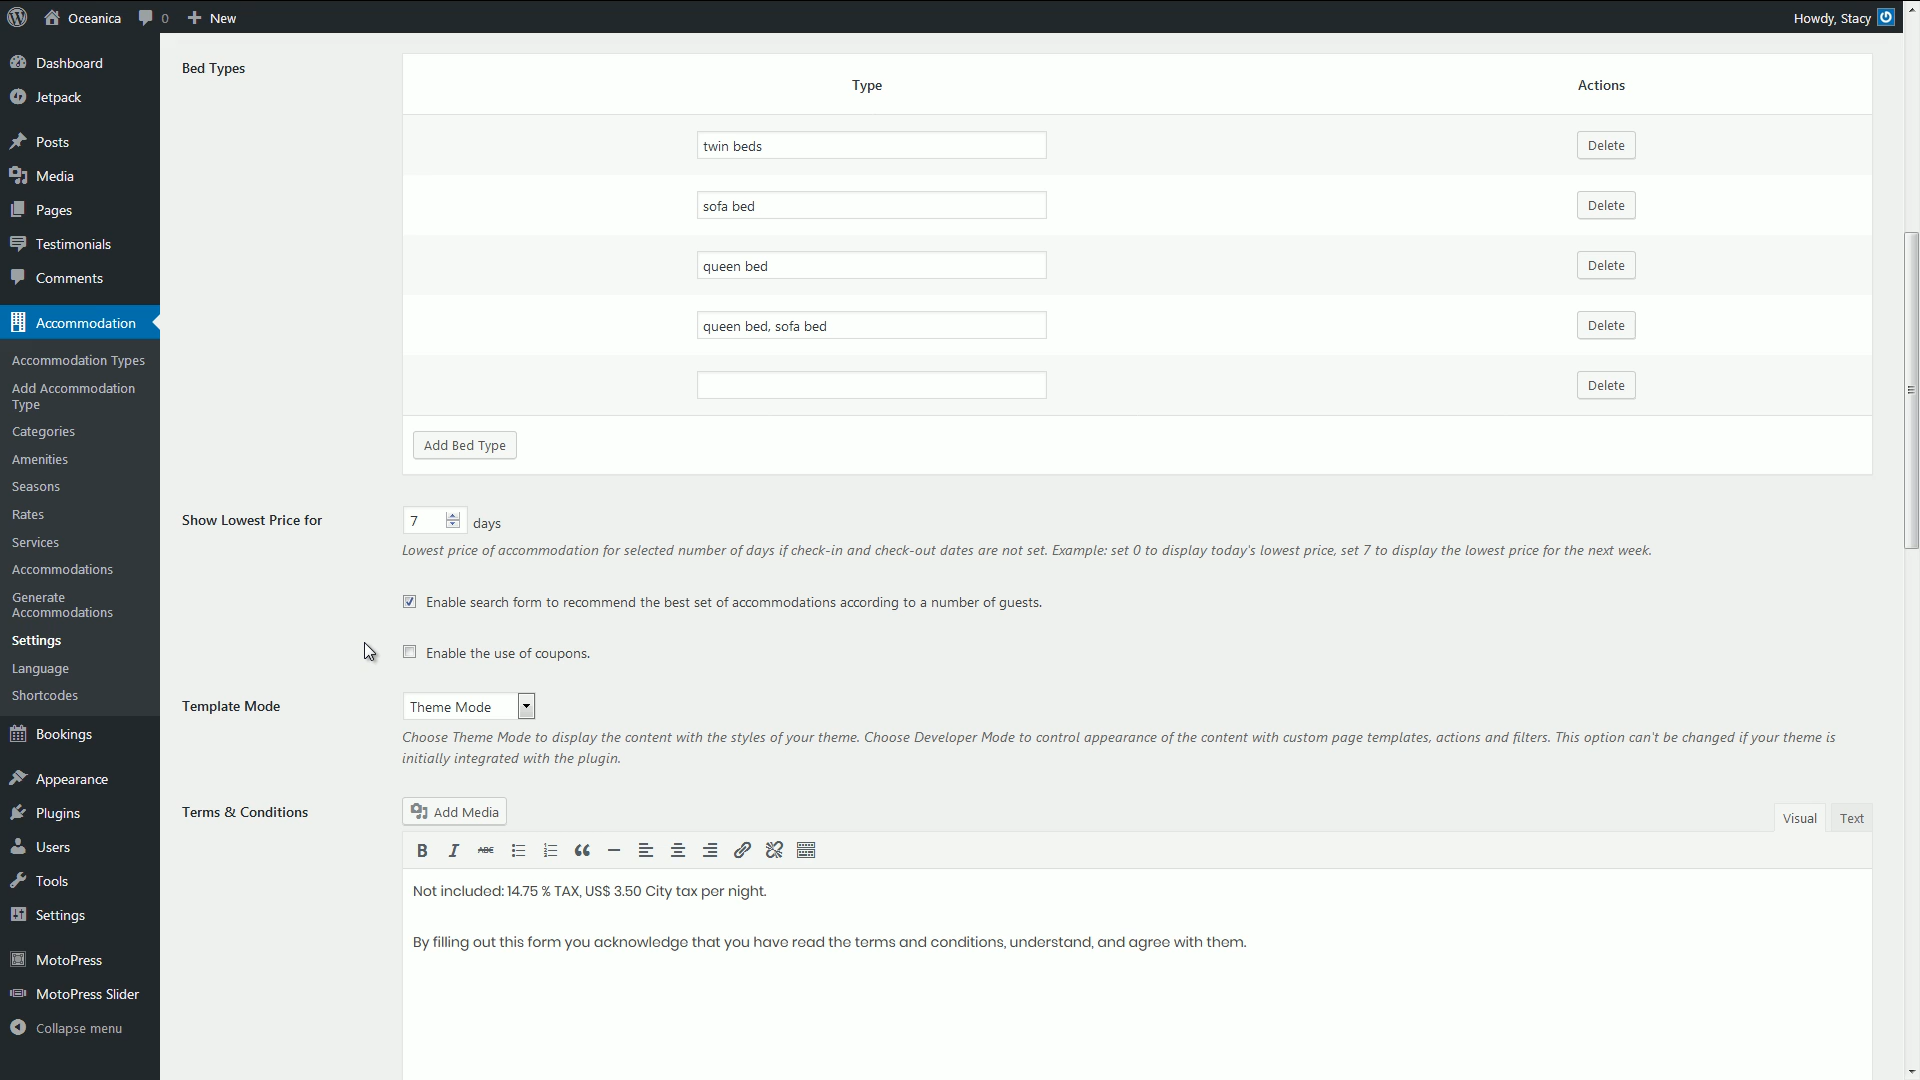 Oceanica
0
New
Howdy, Stacy
Dashboard
Jetpack
Posts
Media
Pages
Testimonials
Comments
Accommodation
Accommodation Types
Add Accommodation
Type
Categories
Amenities
Seasons
Rates
Services
Accommodations
Generate
Accommodations
Settings
Language
Shortcodes
Bookings
Appearance
Plugins
Users
Tools
Settings
MotoPress
MotoPress Slider
Collapse menu
Bed Types
Type
Actions
twin beds
Delete
sofa bed
Delete
queen bed
Delete
queen bed, sofa bed
Delete
Delete
Add Bed Type
Show Lowest Price for
7
days
Lowest price of accommodation for selected number of days if check-in and check-out dates are not set. Example: set 0 to display today's lowest price, set 7 to display the lowest price for the next week.
Enable search form to recommend the best set of accommodations according to a number of guests.
Enable the use of coupons.
Template Mode
Theme Mode
Choose Theme Mode to display the content with the styles of your theme. Choose Developer Mode to control appearance of the content with custom page templates, actions and filters. This option can't be changed if your theme is
initially integrated with the plugin.
Terms & Conditions
Add Media
Visual
Text
B I ABC
Not included: 14.75 % TAX, US$ 3.50 City tax per night.
By filling out this form you acknowledge that you have read the terms and conditions, understand, and agree with them.